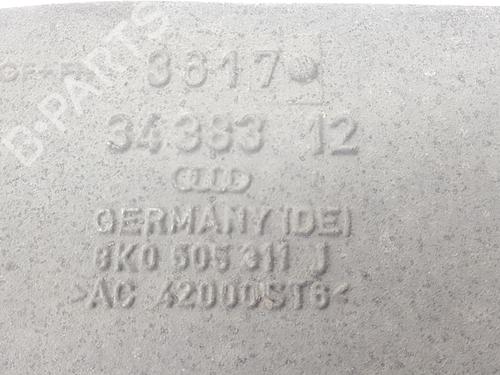 B-PARTS
3617
34383 12
GERMANY (DE)
8K0 505 311 J
>AC 42000ST6<